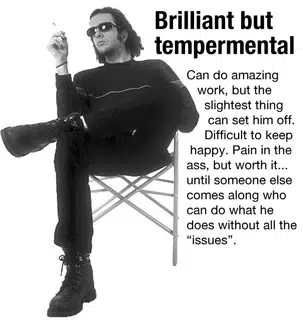 Brilliant but
tempermental
Can do amazing
work, but the
slightest thing
can set him off.
Difficult to keep
happy. Pain in the
ass, but worth it...
until someone else
comes along who
can do what he
does without all the
“issues”.